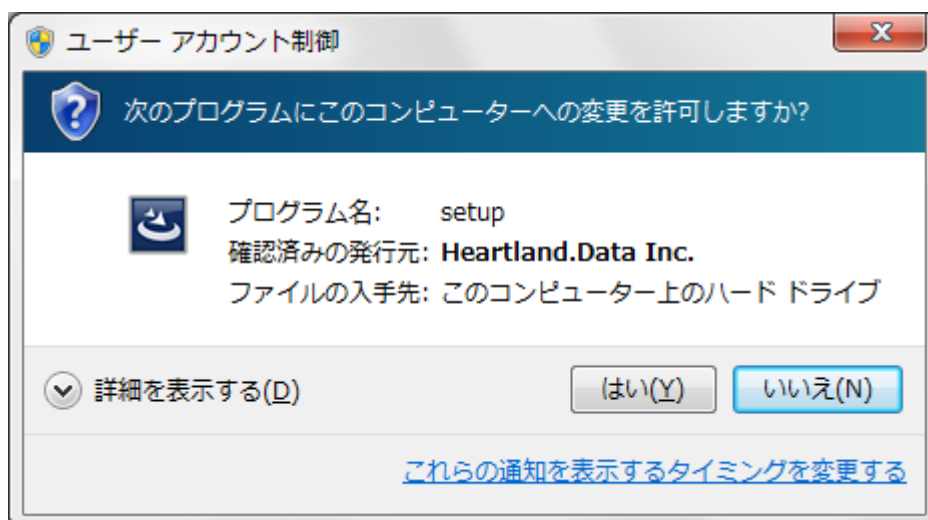 ユーザー アカウント制御
次のプログラムにこのコンピューターへの変更を許可しますか?
プログラム名: setup
確認済みの発行元: Heartland.Data Inc.
ファイルの入手先: このコンピューター上のハード ドライブ
詳細を表示する(D) はい(Y) いいえ(N)
これらの通知を表示するタイミングを変更する